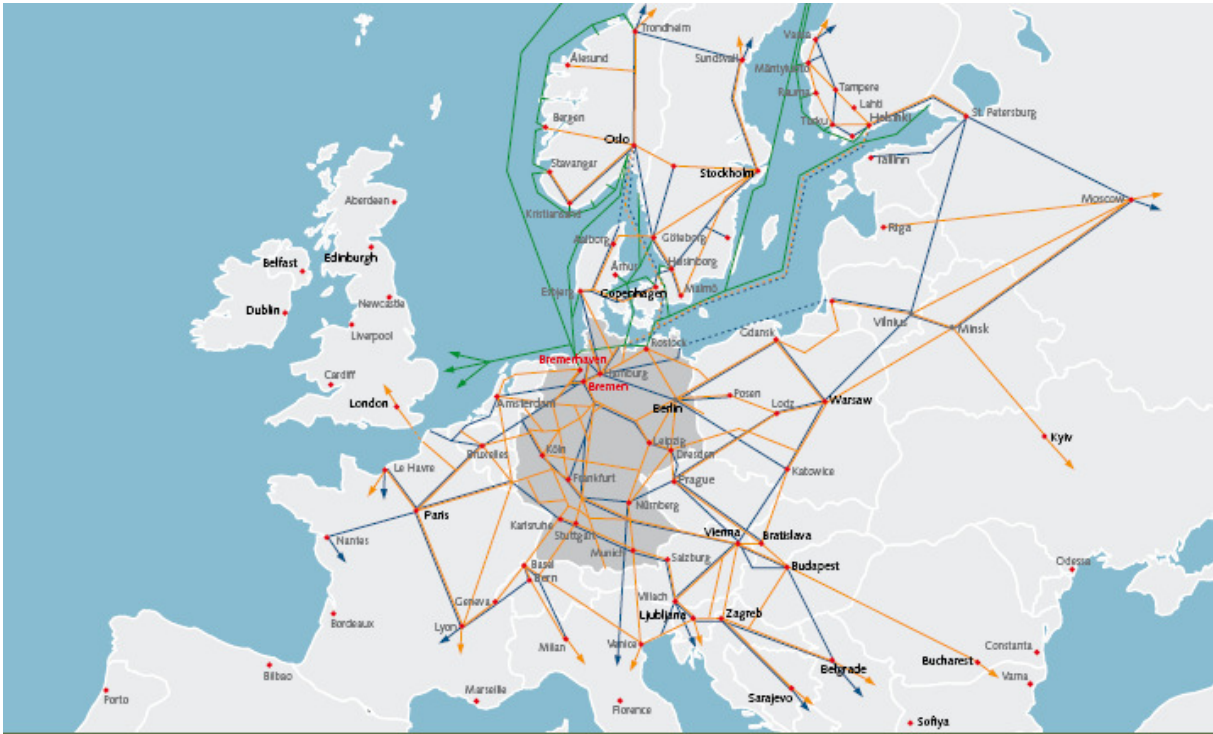 Trondheim
Ålesund
Sundsvall
Vaasa
Mäntyluoto
Rauma
Tampere
Lahti
Turku
Helsinki
St. Petersburg
Bergen
Oslo
Stavanger
Stockholm
Tallinn
Kristiansand
Moscow
Aberdeen
Riga
Aalborg
Göteborg
Edinburgh
Belfast
Århus
Helsinborg
Esbjerg
Copenhagen
Malmö
Newcastle
Dublin
Liverpool
Vilnius
Minsk
Gdansk
Rostock
Bremerhaven
Hamburg
Cardiff
Bremen
London
Amsterdam
Berlin
Posen
Lodz
Warsaw
Kyiv
Bruxelles
Köln
Leipzig
Dresden
Le Havre
Katowice
Frankfurt
Prague
Paris
Nürnberg
Karlsruhe
Stuttgart
Nantes
Vienna
Bratislava
Munich
Salzburg
Basel
Budapest
Odessa
Bern
Geneva
Villach
Bordeaux
Lyon
Ljubljana
Zagreb
Milan
Venice
Constanta
Bucharest
Bilbao
Belgrade
Varna
Porto
Marseille
Sarajevo
Florence
Sofiya